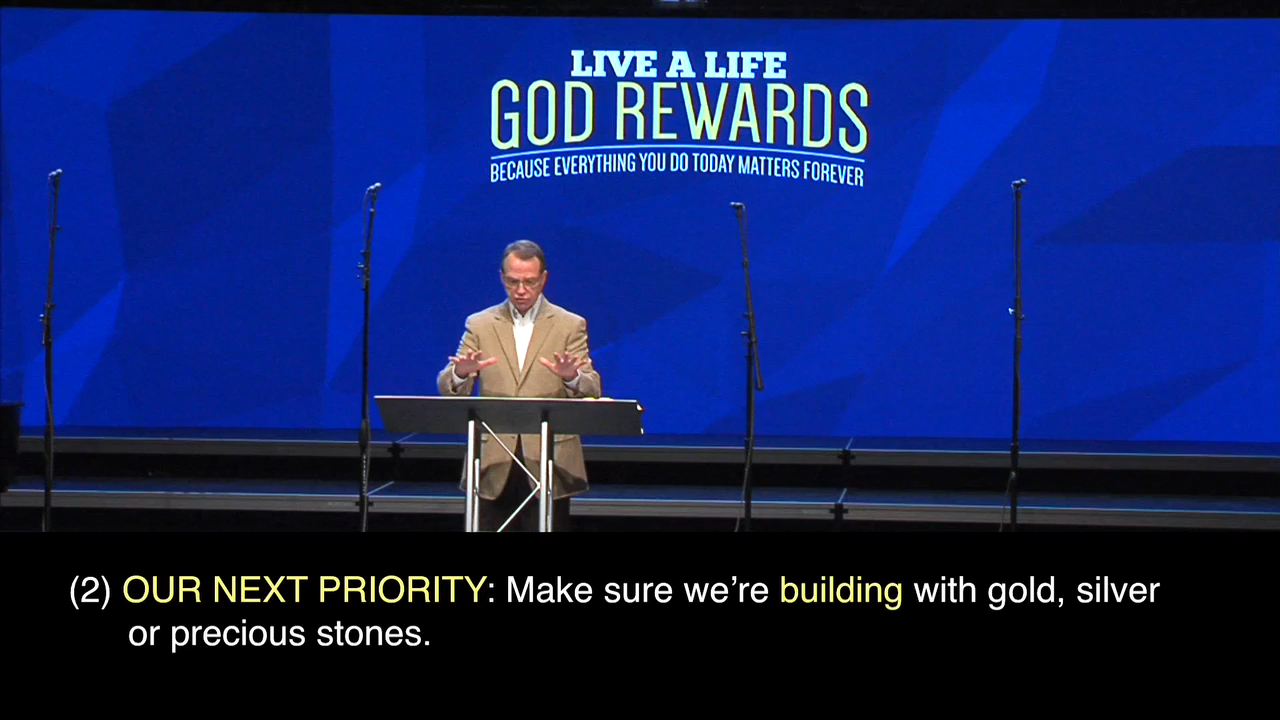 LIVE A LIFE
GOD REWARDS
BECAUSE EVERYTHING YOU DO TODAY MATTERS FOREVER
(2) OUR NEXT PRIORITY: Make sure we’re building with gold, silver
or precious stones.